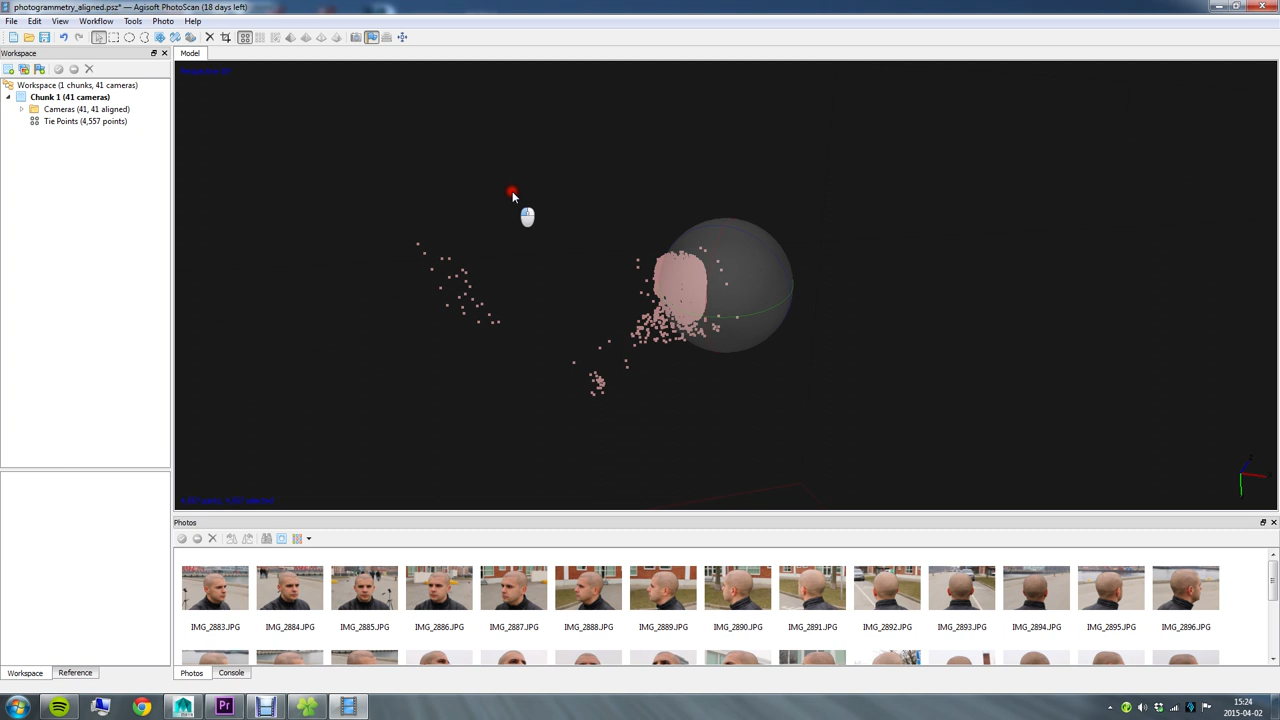 photogrammetry_aligned.psz* — Agisoft PhotoScan (18 days left)
File Edit View Workflow Tools Photo Help
Workspace
Model
Workspace (1 chunks, 41 cameras)
Chunk 1 (41 cameras)
Cameras (41, 41 aligned)
Tie Points (4,557 points)
Photos
IMG_2883.JPG IMG_2884.JPG IMG_2885.JPG IMG_2886.JPG IMG_2887.JPG IMG_2888.JPG IMG_2889.JPG IMG_2890.JPG IMG_2891.JPG IMG_2892.JPG IMG_2893.JPG IMG_2894.JPG IMG_2895.JPG IMG_2896.JPG
Workspace Reference
Photos Console
Pr
15:24
2015-04-02